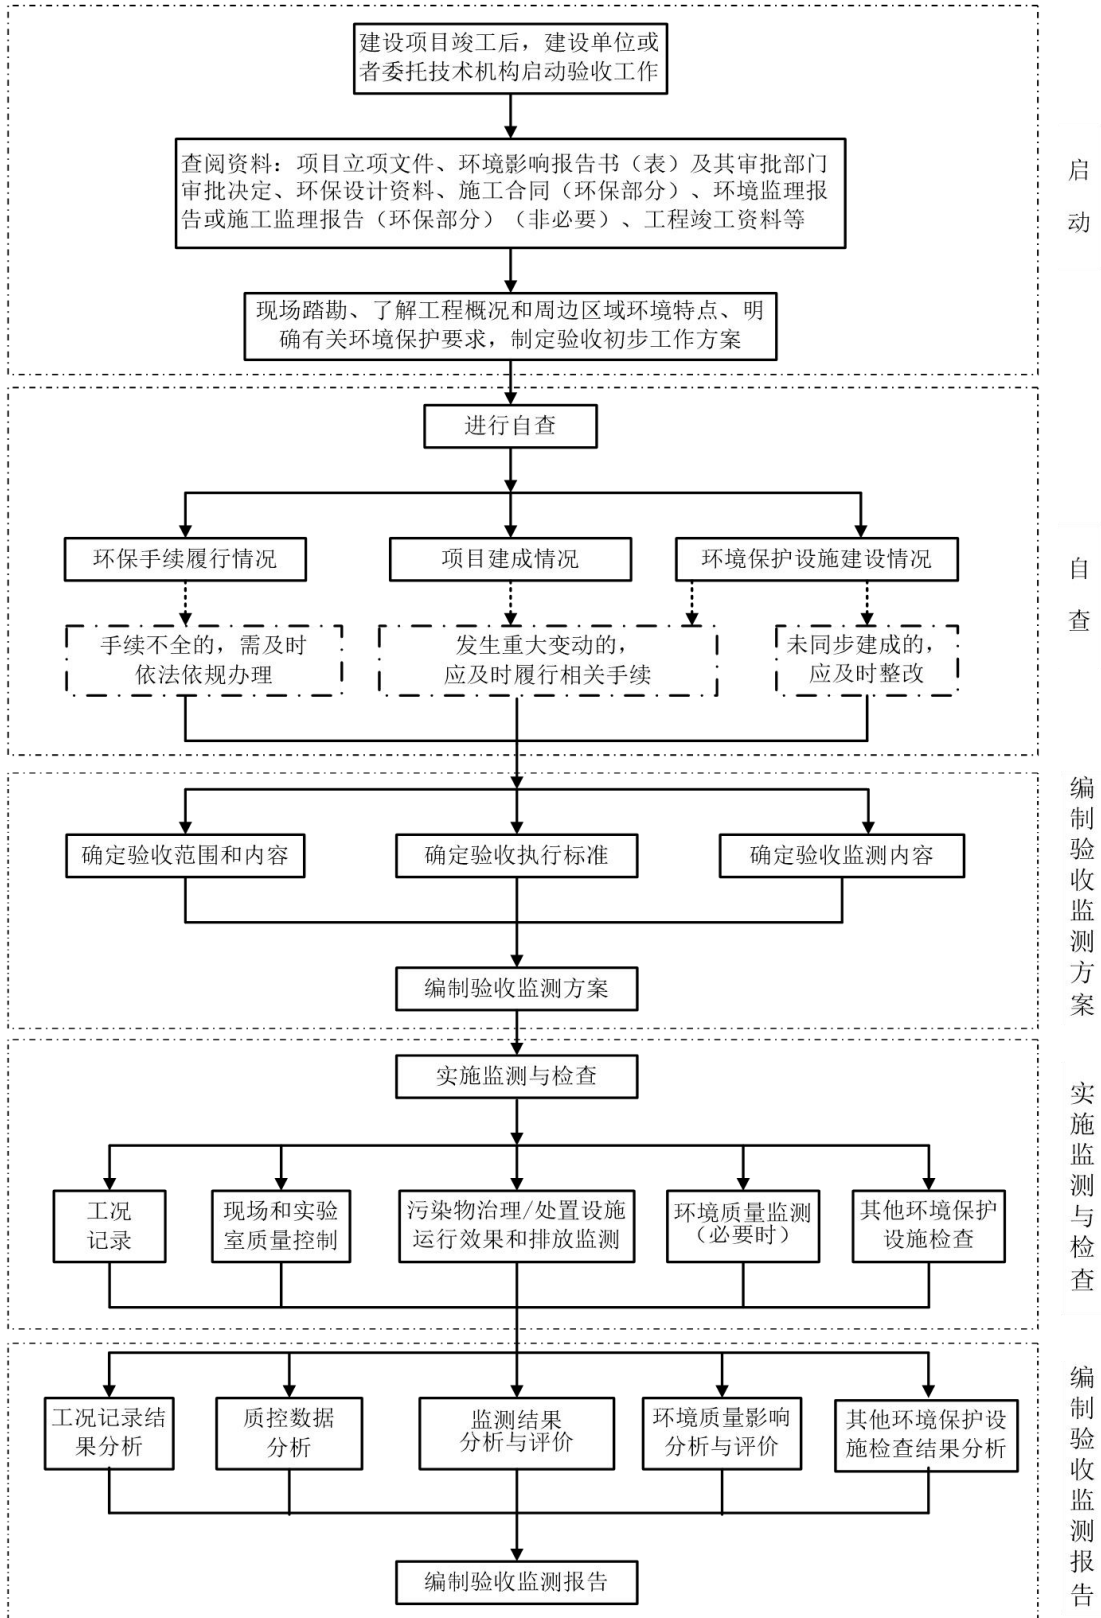 建设项目竣工后，建设单位或
者委托技术机构启动验收工作
查阅资料：项目立项文件、环境影响报告书（表）及其审批部门
审批决定、环保设计资料、施工合同（环保部分）、环境监理报
告或施工监理报告（环保部分）（非必要）、工程竣工资料等
现场踏勘、了解工程概况和周边区域环境特点、明
确有关环境保护要求，制定验收初步工作方案
启
动
进行自查
环保手续履行情况
项目建成情况
环境保护设施建设情况
手续不全的，需及时
依法依规办理
发生重大变动的，
应及时履行相关手续
未同步建成的，
应及时整改
自
查
确定验收范围和内容
确定验收执行标准
确定验收监测内容
编制验收监测方案
编
制
验
收
监
测
方
案
实施监测与检查
工况
记录
现场和实验
室质量控制
污染物治理/处置设施
运行效果和排放监测
环境质量监测
（必要时）
其他环境保护
设施检查
实
施
监
测
与
检
查
工况记录结
果分析
质控数据
分析
监测结果
分析与评价
环境质量影响
分析与评价
其他环境保护设
施检查结果分析
编制验收监测报告
编
制
验
收
监
测
报
告